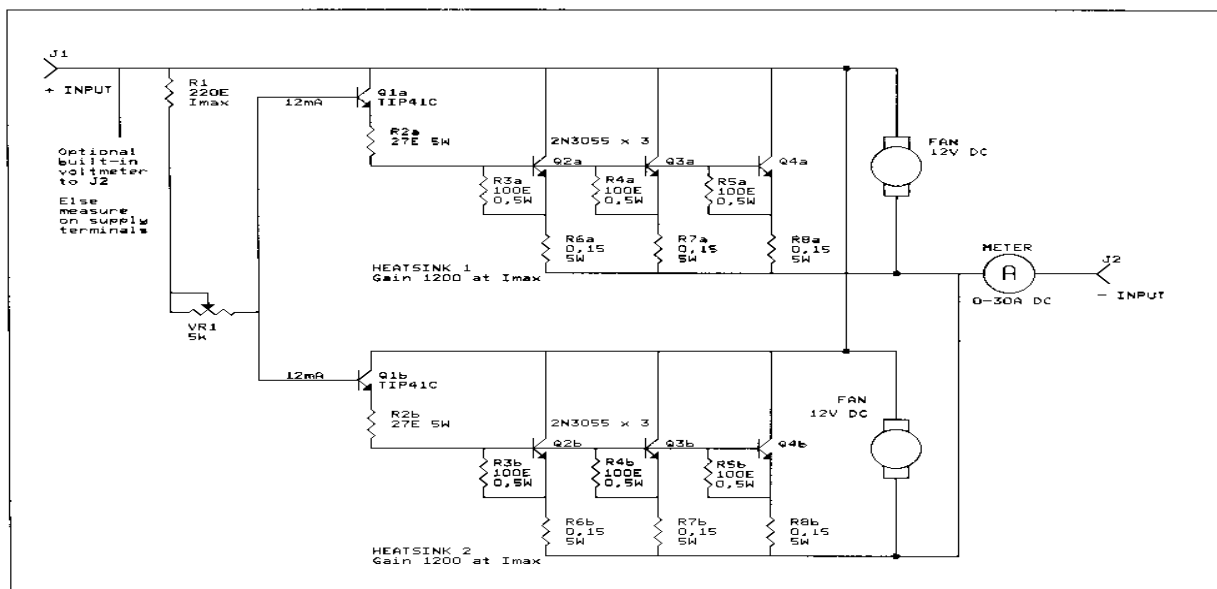 J1
+ INPUT
R1
220E
Imax
12mA
Q1a
TIP41C
R2a
27E 5W
2N3055 x 3
Q2a
Q3a
Q4a
FAN
12V DC
Optional
built-in
voltmeter
to J2
Else
measure
on supply
terminals
R3a
100E
0,5W
R4a
100E
0,5W
R5a
100E
0,5W
R6a
0,15
5W
R7a
0,15
5W
R8a
0,15
5W
HEATSINK 1
Gain 1200 at Imax
METER
A
0-30A DC
J2
- INPUT
VR1
5K
12mA
Q1b
TIP41C
R2b
27E 5W
2N3055 x 3
Q2b
Q3b
Q4b
FAN
12V DC
R3b
100E
0,5W
R4b
100E
0,5W
R5b
100E
0,5W
R6b
0,15
5W
R7b
0,15
5W
R8b
0,15
5W
HEATSINK 2
Gain 1200 at Imax